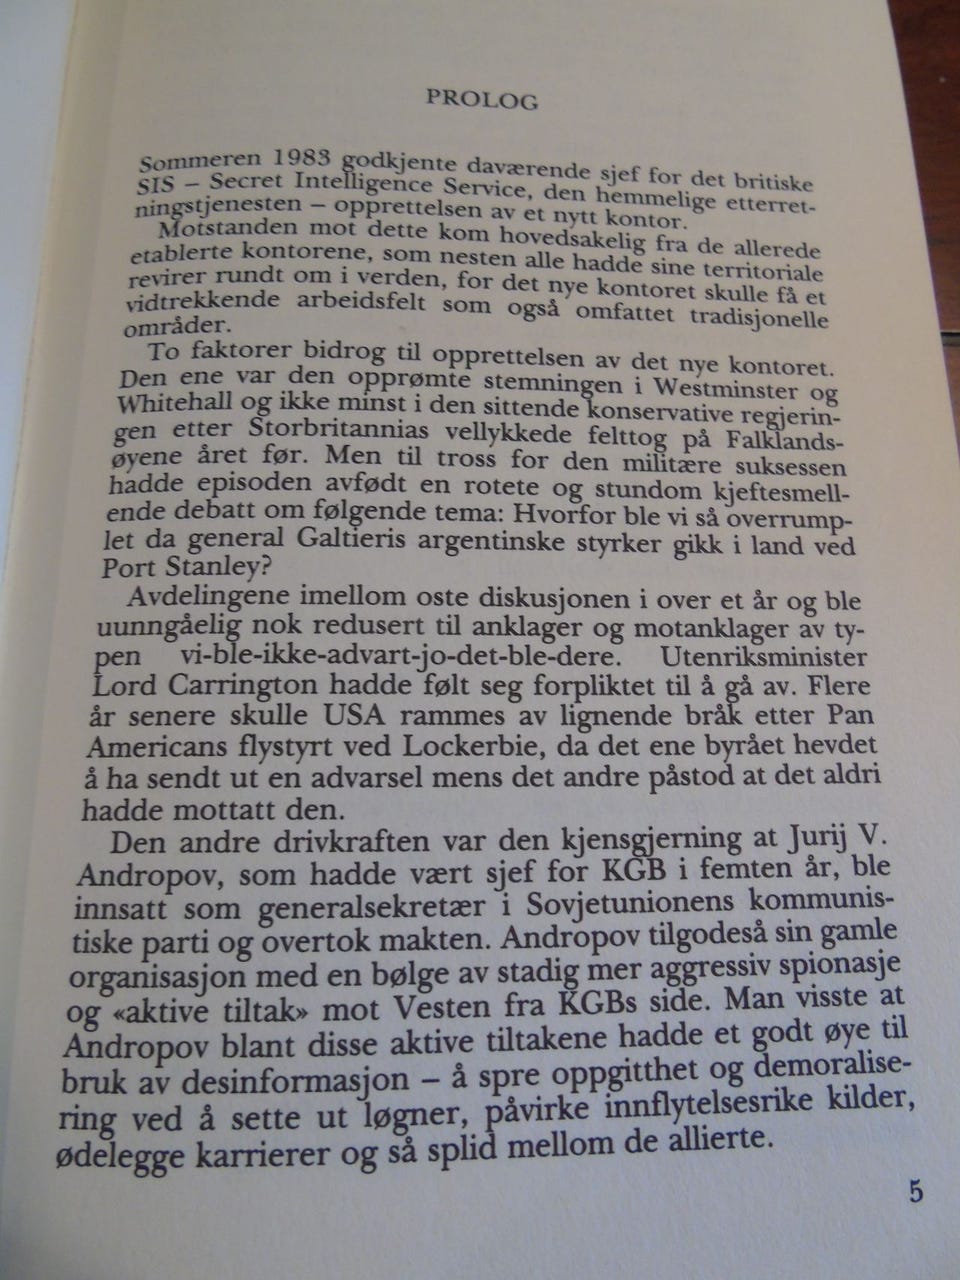 PROLOG
Sommeren 1983 godkjente daværende sjef for det britiske
SIS – Secret Intelligence Service, den hemmelige etterret-
ningstjenesten – opprettelsen av et nytt kontor.
Motstanden mot dette kom hovedsakelig fra de allerede
etablerte kontorene, som nesten alle hadde sine territoriale
revirer rundt om i verden, for det nye kontoret skulle få et
vidtrekkende arbeidsfelt som også omfattet tradisjonelle
områder.
To faktorer bidrog til opprettelsen av det nye kontoret.
Den ene var den opprømte stemningen i Westminster og
Whitehall og ikke minst i den sittende konservative regjerin-
gen etter Storbritannias vellykkede felttog på Falklands-
øyene året før. Men til tross for den militære suksessen
hadde episoden avfødt en rotete og stundom kjeftesmell-
ende debatt om følgende tema: Hvorfor ble vi så overrump-
let da general Galtieris argentinske styrker gikk i land ved
Port Stanley?
Avdelingene imellom oste diskusjonen i over et år og ble
uunngåelig nok redusert til anklager og motanklager av ty-
pen vi-ble-ikke-advart-jo-det-ble-dere. Utenriksminister
Lord Carrington hadde følt seg forpliktet til å gå av. Flere
år senere skulle USA rammes av lignende bråk etter Pan
Americans flystyrt ved Lockerbie, da det ene byrået hevdet
å ha sendt ut en advarsel mens det andre påstod at det aldri
hadde mottatt den.
Den andre drivkraften var den kjensgjerning at Jurij V.
Andropov, som hadde vært sjef for KGB i femten år, ble
innsatt som generalsekretær i Sovjetunionens kommunis-
tiske parti og overtok makten. Andropov tilgodeså sin gamle
organisasjon med en bølge av stadig mer aggressiv spionasje
og «aktive tiltak» mot Vesten fra KGBs side. Man visste at
Andropov blant disse aktive tiltakene hadde et godt øye til
bruk av desinformasjon – å spre oppgitthet og demoralise-
ring ved å sette ut løgner, påvirke innflytelsesrike kilder,
ødelegge karrierer og så splid mellom de allierte.
5